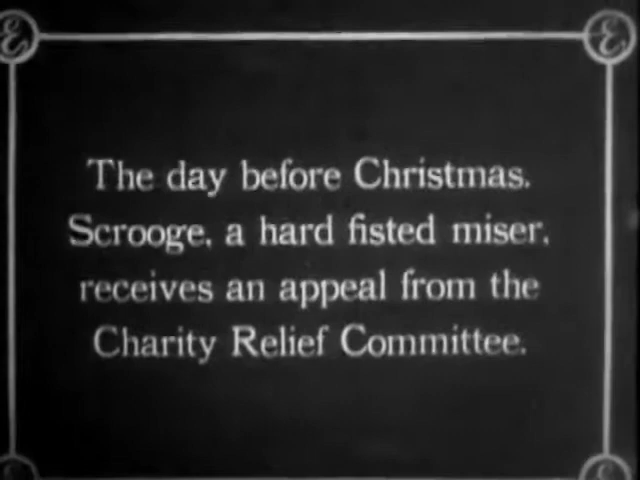 E E
The day before Christmas.
Scrooge, a hard fisted miser,
receives an appeal from the
Charity Relief Committee.
E E